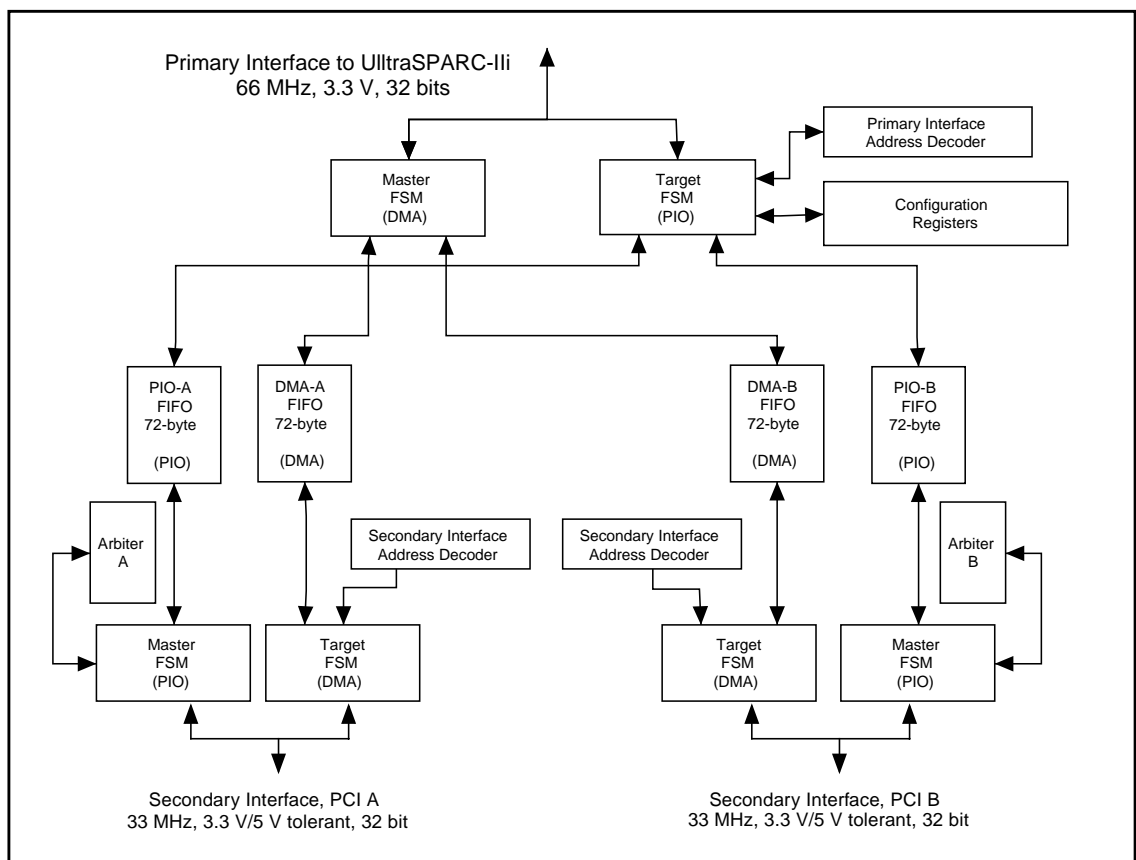 Primary Interface to UlltraSPARC-IIi
66 MHz, 3.3 V, 32 bits
Primary Interface
Address Decoder
Master
FSM
(DMA)
Target
FSM
(PIO)
Configuration
Registers
PIO-A
FIFO
72-byte
(PIO)
DMA-A
FIFO
72-byte
(DMA)
DMA-B
FIFO
72-byte
(DMA)
PIO-B
FIFO
72-byte
(PIO)
Arbiter
A
Secondary Interface
Address Decoder
Secondary Interface
Address Decoder
Arbiter
B
Master
FSM
(PIO)
Target
FSM
(DMA)
Target
FSM
(DMA)
Master
FSM
(PIO)
Secondary Interface, PCI A
33 MHz, 3.3 V/5 V tolerant, 32 bit
Secondary Interface, PCI B
33 MHz, 3.3 V/5 V tolerant, 32 bit